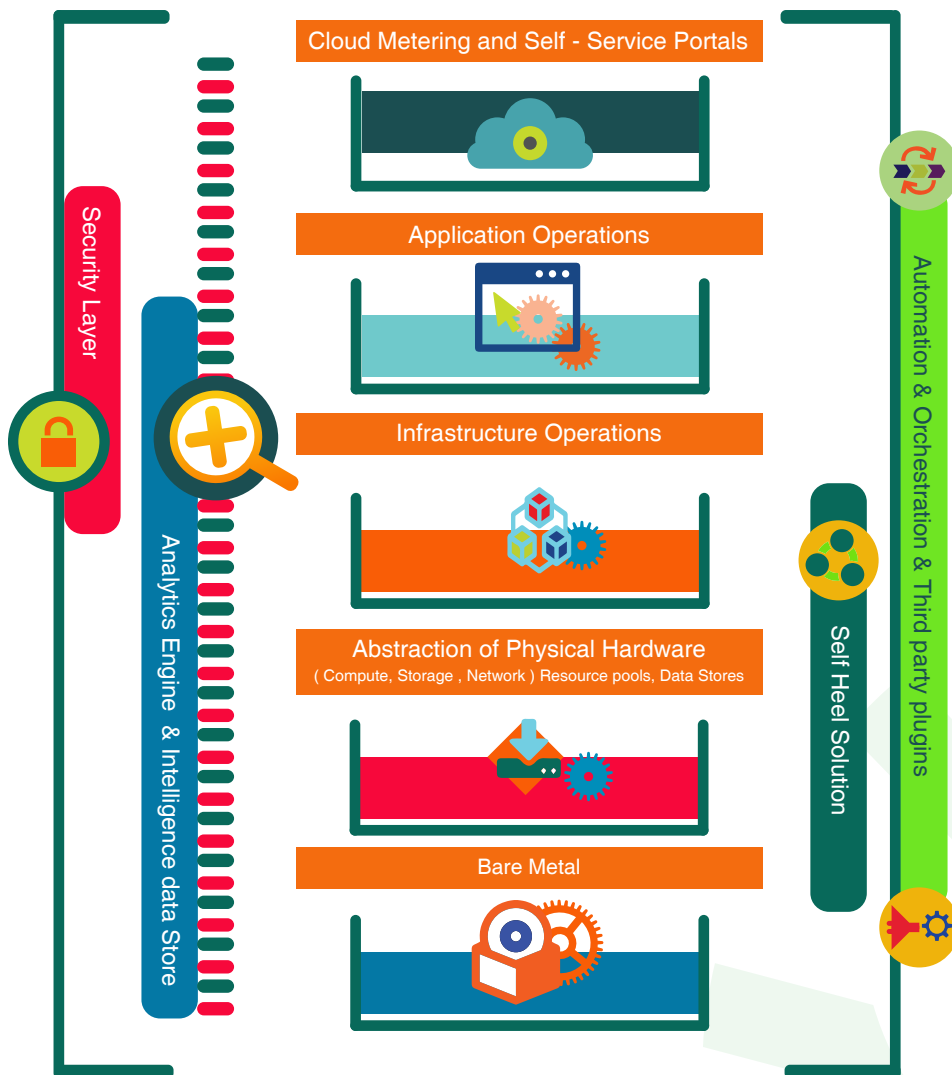 Cloud Metering and Self - Service Portals
Application Operations
Infrastructure Operations
Abstraction of Physical Hardware
( Compute, Storage , Network ) Resource pools, Data Stores
Bare Metal
Security Layer
Analytics Engine & Intelligence data Store
Self Heel Solution
Automation & Orchestration & Third party plugins